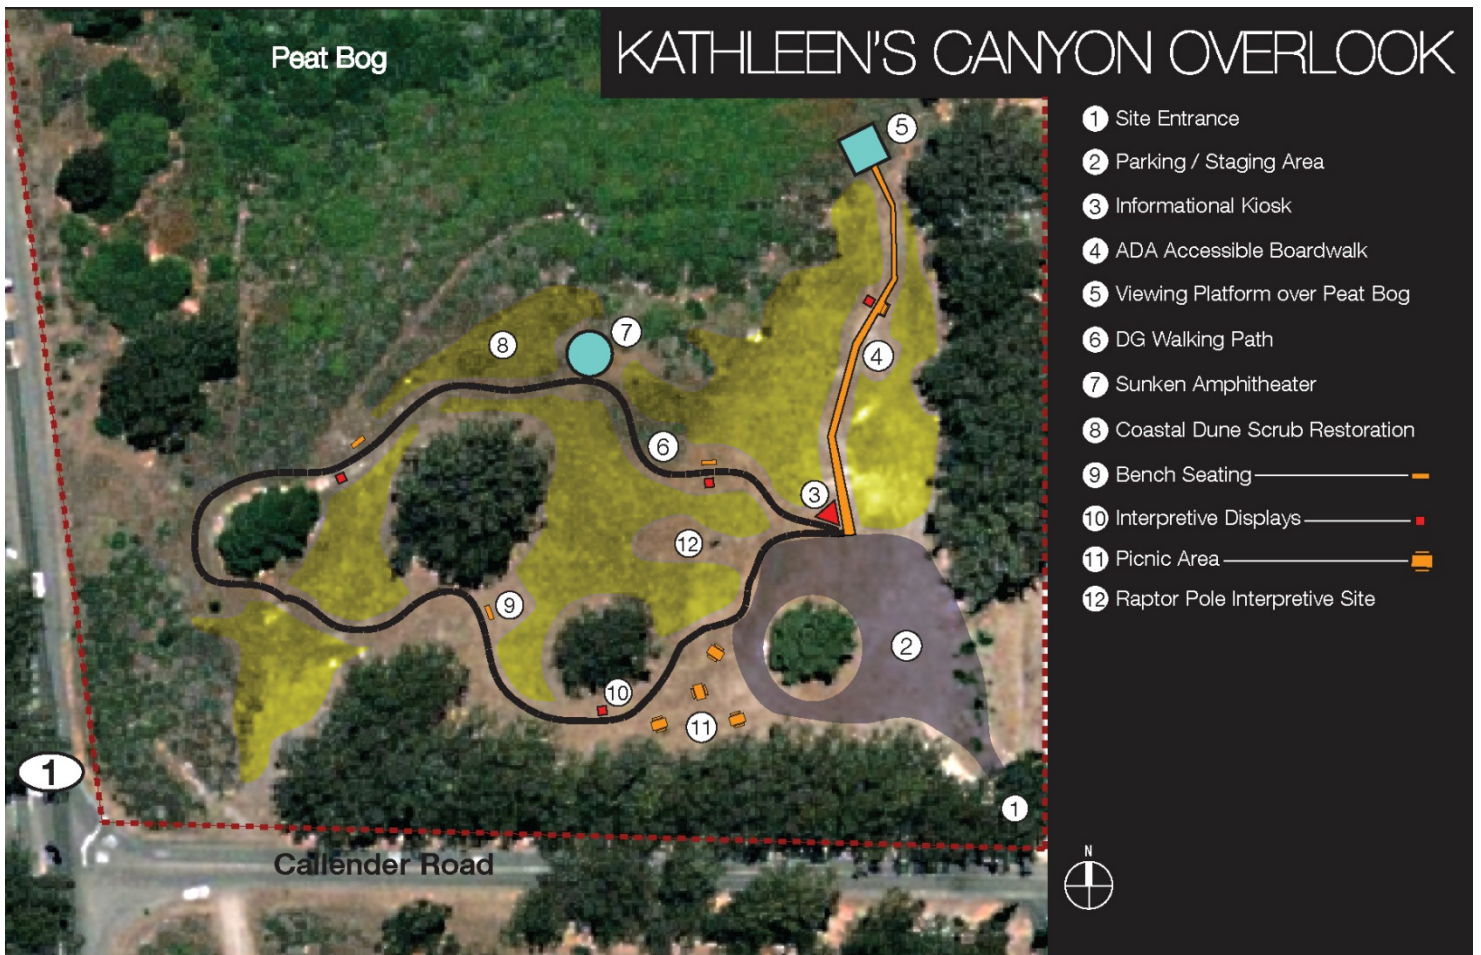 Peat Bog
KATHLEEN'S CANYON OVERLOOK
1 Site Entrance
2 Parking / Staging Area
3 Informational Kiosk
4 ADA Accessible Boardwalk
5 Viewing Platform over Peat Bog
6 DG Walking Path
7 Sunken Amphitheater
8 Coastal Dune Scrub Restoration
9 Bench Seating
10 Interpretive Displays
11 Picnic Area
12 Raptor Pole Interpretive Site
5
7
8
4
6
3
12
9
2
10
11
1
1
Callender Road
N